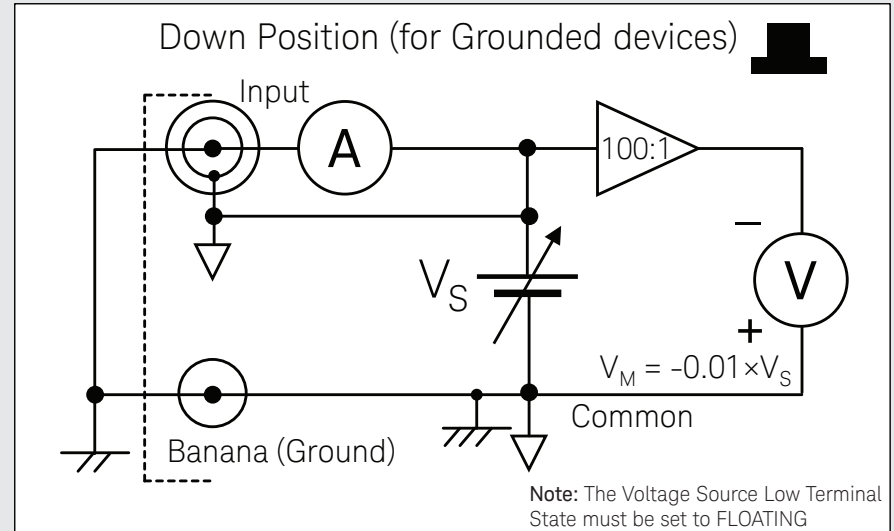 Down Position (for Grounded devices)
Input
A
100:1
V
S
−
V
+
V
M
= -0.01×V
S
Common
Banana (Ground)
Note: The Voltage Source Low Terminal
State must be set to FLOATING